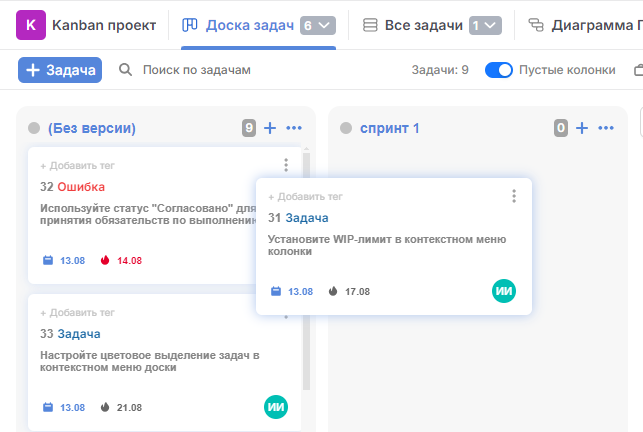 K Kanban проект Доска задач 6 Все задачи 1 Диаграмма Г
+ Задача Поиск по задачам Задачи: 9 Пустые колонки
(Без версии) 9 + ••• спринт 1 0 + •••
+ Добавить тег
32 Ошибка
Используйте статус "Согласовано" для
принятия обязательств по выполнению
13.08 14.08
+ Добавить тег
31 Задача
Установите WIP-лимит в контекстном меню
колонки
13.08 17.08 ИИ
+ Добавить тег
33 Задача
Настройте цветовое выделение задач в
контекстном меню доски
13.08 21.08 ИИ